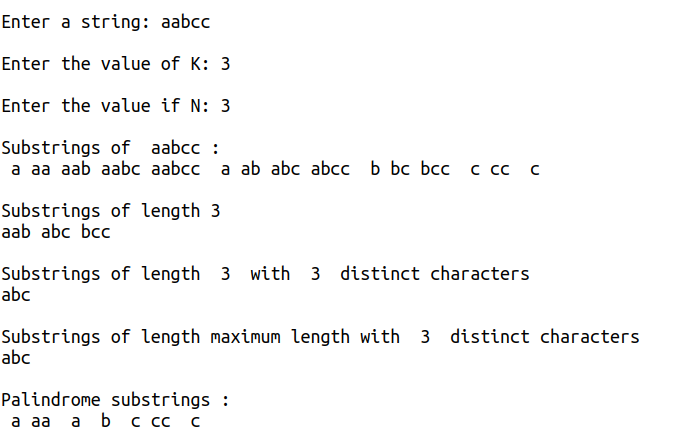 Enter a string: aabcc
Enter the value of K: 3
Enter the value if N: 3
Substrings of  aabcc :
 a aa aab aabc aabcc  a ab abc abcc  b bc bcc  c cc  c
Substrings of length 3
aab abc bcc
Substrings of length  3  with  3  distinct characters
abc
Substrings of length maximum length with  3  distinct characters
abc
Palindrome substrings :
 a aa  a  b  c cc  c